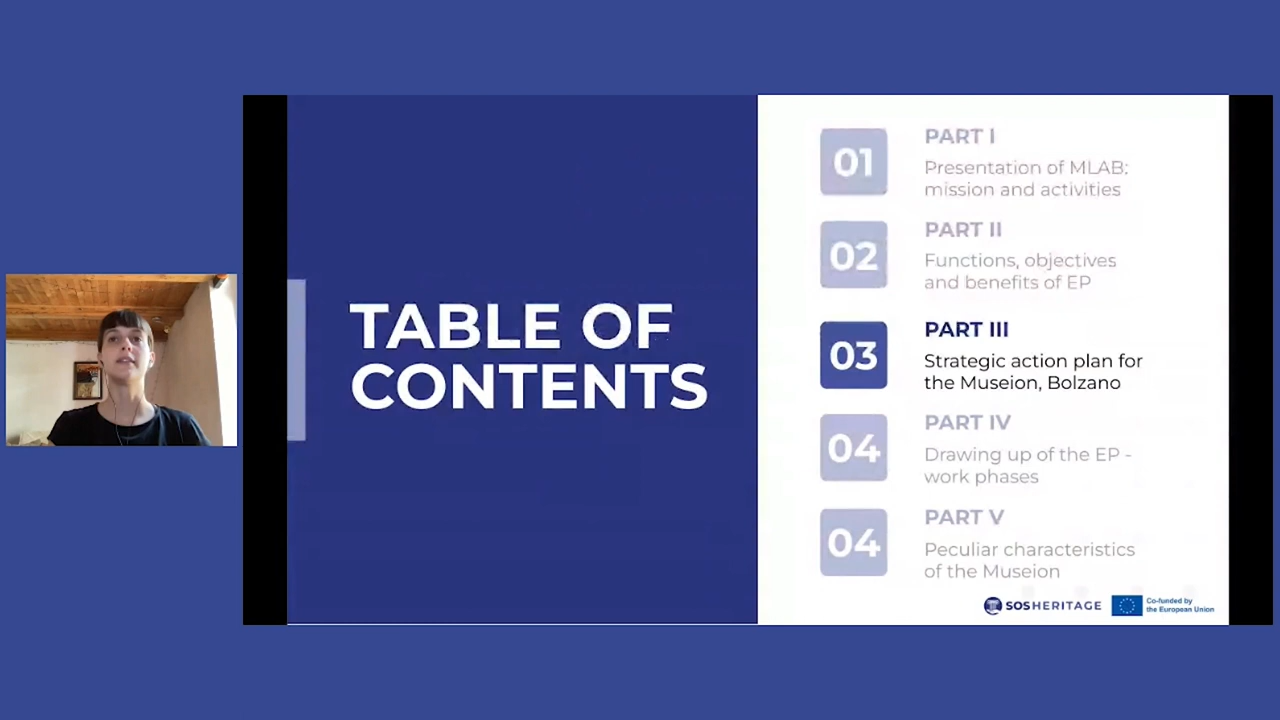 TABLE OF
CONTENTS
01
PART I
Presentation of MLAB:
mission and activities
02
PART II
Functions, objectives
and benefits of EP
03
PART III
Strategic action plan for
the Museion, Bolzano
04
PART IV
Drawing up of the EP -
work phases
04
PART V
Peculiar characteristics
of the Museion
SOSHERITAGE
Co-funded by
the European Union